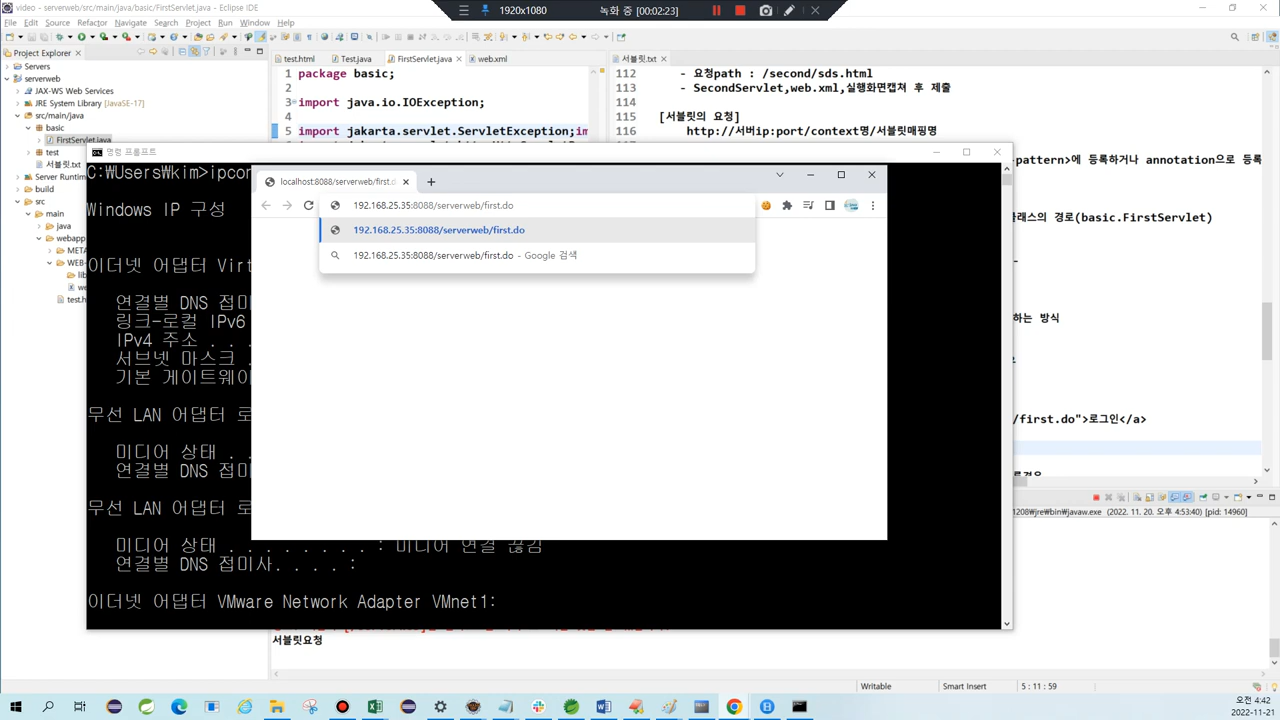 video - serverweb/src/main/java/basic/FirstServlet.java - Eclipse IDE
1920x1080
녹화 중 [00:02:23]
File Edit Source Refactor Navigate Search Project Run Window Help
Project Explorer
Servers
serverweb
JAX-WS Web Services
JRE System Library [JavaSE-17]
src/main/java
basic
FirstServlet.java
test
서블릿.txt
Server Runtim
build
src
main
java
webapp
META
WEB-
lib
we
test.h
test.html
Test.java
FirstServlet.java
web.xml
1 package basic;
2
3 import java.io.IOException;
4
5 import jakarta.servlet.ServletException;im
서블릿.txt
112 - 요청path : /second/sds.html
113 - SecondServlet,web.xml,실행화면캡쳐 후 제출
114
115 [서블릿의 요청]
116 http://서버ip:port/context명/서블릿매핑명
-pattern>에 등록하거나 annotation으로 등록
래스의 경로(basic.FirstServlet)
하는 방식
/first.do">로그인</a>
명령 프롬프트
C:\Users\kim>ipcon
Windows IP 구성
이더넷 어댑터 Virt
연결별 DNS 접미
링크-로컬 IPv6
IPv4 주소 . . .
서브넷 마스크 .
기본 게이트웨이
무선 LAN 어댑터 로
미디어 상태 . .
연결별 DNS 접미
무선 LAN 어댑터 로
미디어 상태 . . . . . . . . : 미디어 연결 끊김
연결별 DNS 접미사. . . . :
이더넷 어댑터 VMware Network Adapter VMnet1:
localhost:8088/serverweb/first.d
192.168.25.35:8088/serverweb/first.do
192.168.25.35:8088/serverweb/first.do
192.168.25.35:8088/serverweb/first.do - Google 검색
1208\jre\bin\javaw.exe (2022. 11. 20. 오후 4:53:40) [pid: 14960]
서블릿요청
Writable
Smart Insert
5 : 11 : 59
오전 4:42
2022-11-21